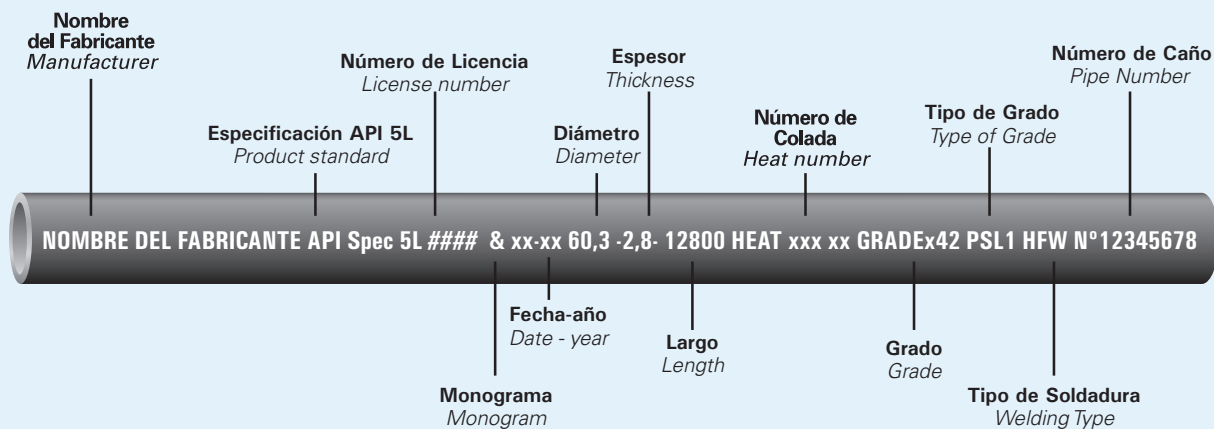 Nombre
del Fabricante
Manufacturer
Número de Licencia
License number
Espesor
Thickness
Número de Caño
Pipe Number
Especificación API 5L
Product standard
Diámetro
Diameter
Número de
Colada
Heat number
Tipo de Grado
Type of Grade
NOMBRE DEL FABRICANTE API Spec 5L #### & xx-xx 60,3 -2,8- 12800 HEAT xxx xx GRADEx42 PSL1 HFW Nº12345678
Fecha-año
Date - year
Largo
Length
Grado
Grade
Monograma
Monogram
Tipo de Soldadura
Welding Type